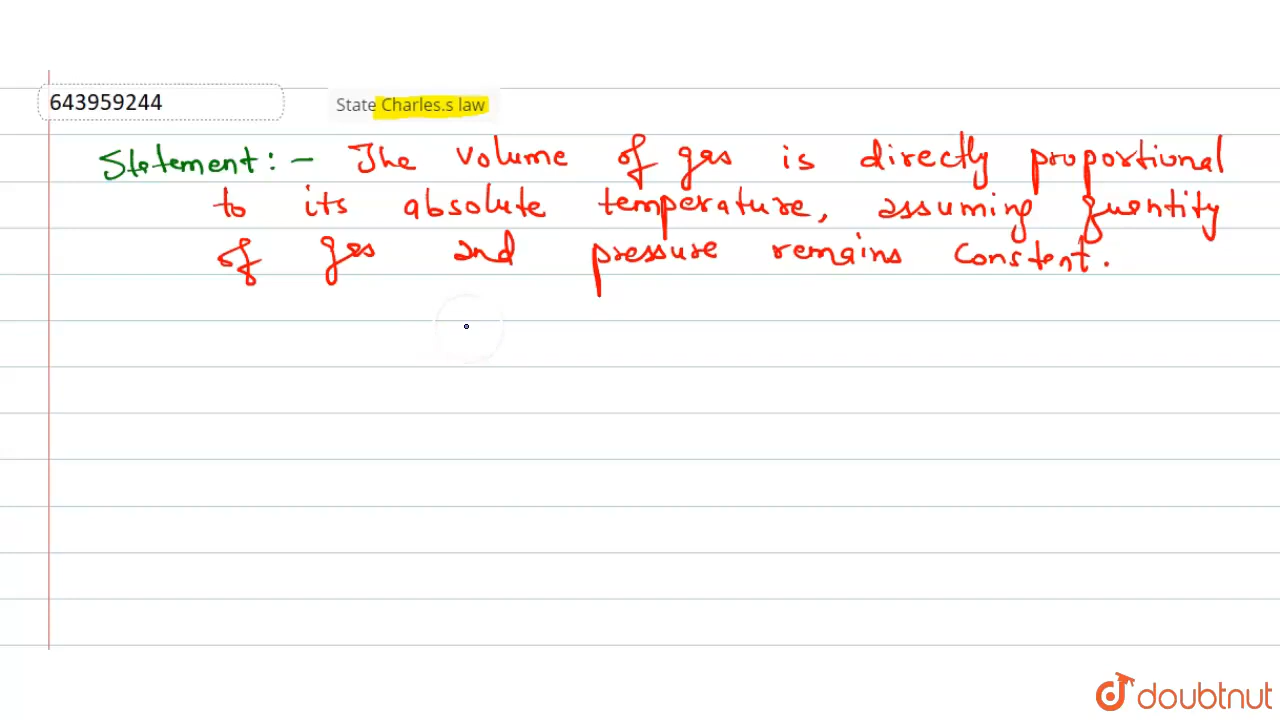 643959244
State Charles.s law
Statement:- The volume of gas is directly proportional
to its absolute temperature, assuming quantity
of gas and pressure remains constent.
doubtnut